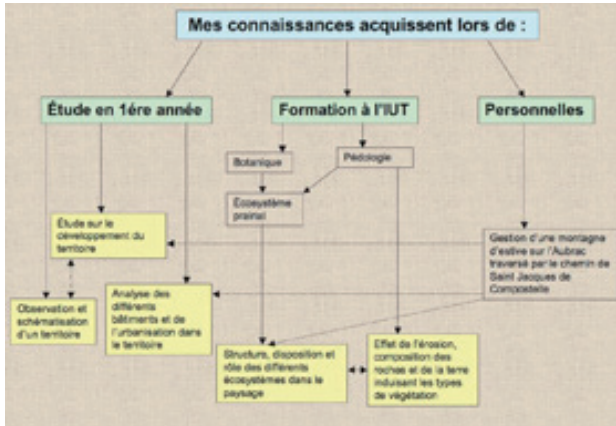 Mes connaissances acquissent lors de :
Étude en 1ére année
Formation à l'IUT
Personnelles
Botanique
Pédologie
Écosystème
prairial
Étude sur le
développement du
territoire
Gestion d'une montagne
d'estive sur l'Aubrac
traversé par le chemin de
Saint Jacques de
Compostelle
Observation et
schématisation
d'un territoire
Analyse des
différents
bâtiments et de
l'urbanisation dans
le territoire
Structure, disposition et
rôle des différents
écosystèmes dans le
paysage
Effet de l'érosion,
composition des
roches et de la terre
induisant les types
de végétation